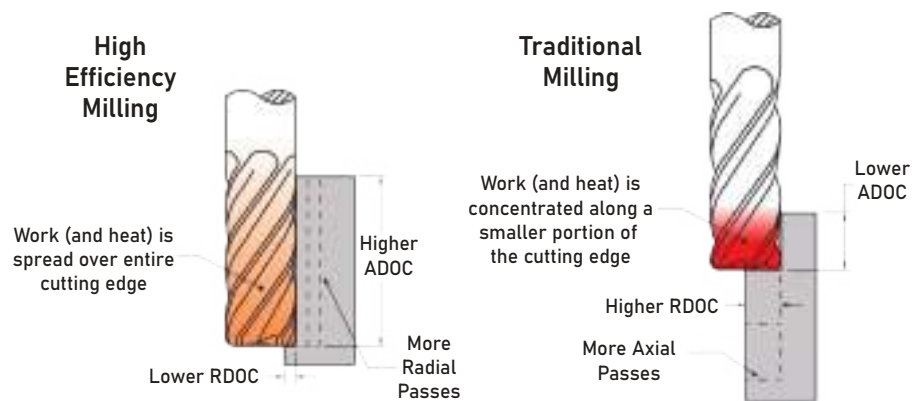 High
Efficiency
Milling
Work (and heat) is
spread over entire
cutting edge
Higher
ADOC
Lower RDOC
More
Radial
Passes
Traditional
Milling
Work (and heat) is
concentrated along a
smaller portion of
the cutting edge
Lower
ADOC
Higher RDOC
More Axial
Passes